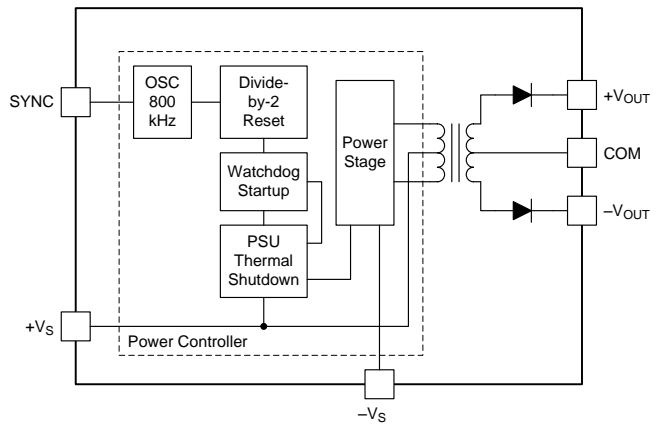 SYNC
OSC
800
kHz
Divide-
by-2
Reset
Watchdog
Startup
PSU
Thermal
Shutdown
Power
Stage
+VOUT
COM
–VOUT
+VS
Power Controller
–VS